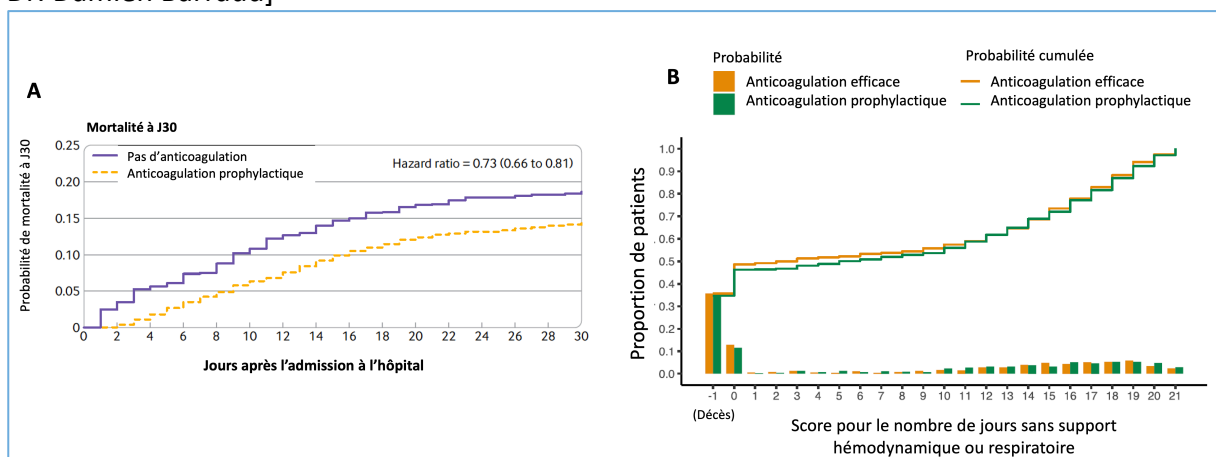 Dr. Damien Barraud]
A
Mortalité à J30
Pas d'anticoagulation
Anticoagulation prophylactique
Hazard ratio = 0.73 (0.66 to 0.81)
Probabilité de mortalité à J30
0.25
0.20
0.15
0.10
0.05
0
0 2 4 6 8 10 12 14 16 18 20 22 24 26 28 30
Jours après l'admission à l'hôpital
B
Probabilité
Anticoagulation efficace
Anticoagulation prophylactique
Probabilité cumulée
Anticoagulation efficace
Anticoagulation prophylactique
Proportion de patients
1.0
0.9
0.8
0.7
0.6
0.5
0.4
0.3
0.2
0.1
0.0
-1 0 1 2 3 4 5 6 7 8 9 10 11 12 13 14 15 16 17 18 19 20 21
(Décès)
Score pour le nombre de jours sans support
hémodynamique ou respiratoire